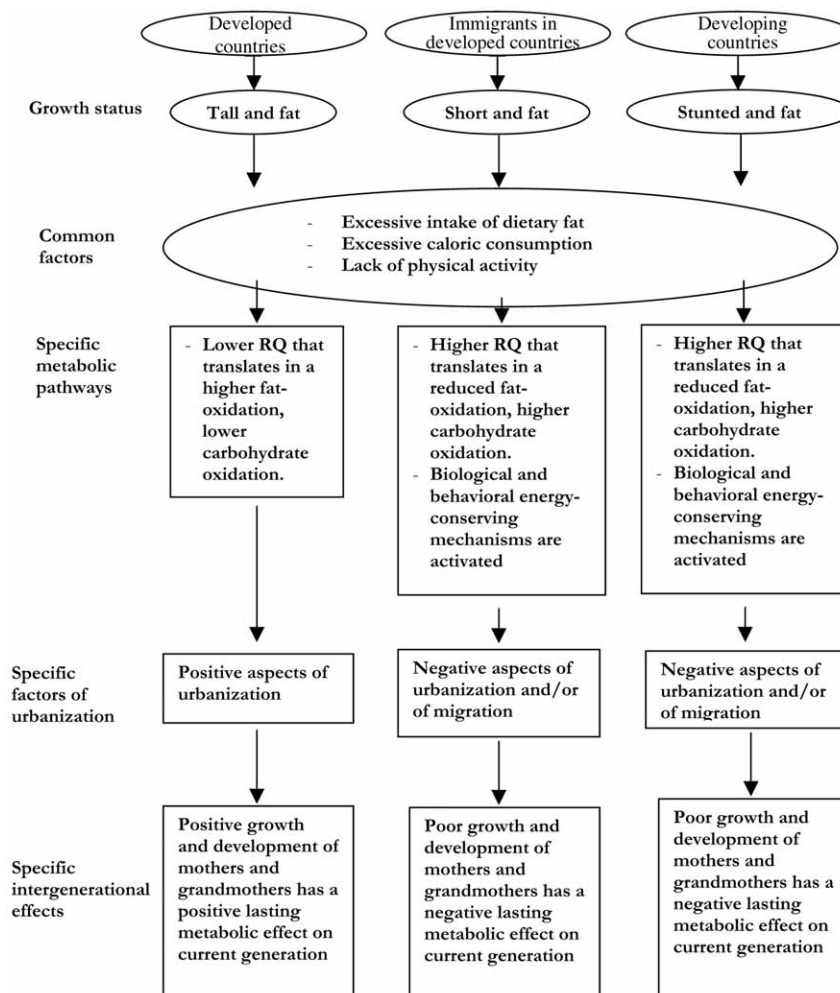 Developed
countries
Immigrants in
developed countries
Developing
countries
Growth status
Tall and fat
Short and fat
Stunted and fat
Common
factors
- Excessive intake of dietary fat
- Excessive caloric consumption
- Lack of physical activity
Specific
metabolic
pathways
- Lower RQ that
translates in a
higher fat-
oxidation,
lower
carbohydrate
oxidation.
- Higher RQ that
translates in a
reduced fat-
oxidation, higher
carbohydrate
oxidation.
- Biological and
behavioral energy-
conserving
mechanisms are
activated
- Higher RQ that
translates in a
reduced fat-
oxidation, higher
carbohydrate
oxidation.
- Biological and
behavioral energy-
conserving
mechanisms are
activated
Specific
factors of
urbanization
Positive aspects of
urbanization
Negative aspects of
urbanization and/or
of migration
Negative aspects of
urbanization and/or
of migration
Specific
intergenerational
effects
Positive growth
and development of
mothers and
grandmothers has a
positive lasting
metabolic effect on
current generation
Poor growth and
development of
mothers and
grandmothers has a
negative lasting
metabolic effect on
current generation
Poor growth and
development of
mothers and
grandmothers has a
negative lasting
metabolic effect on
current generation